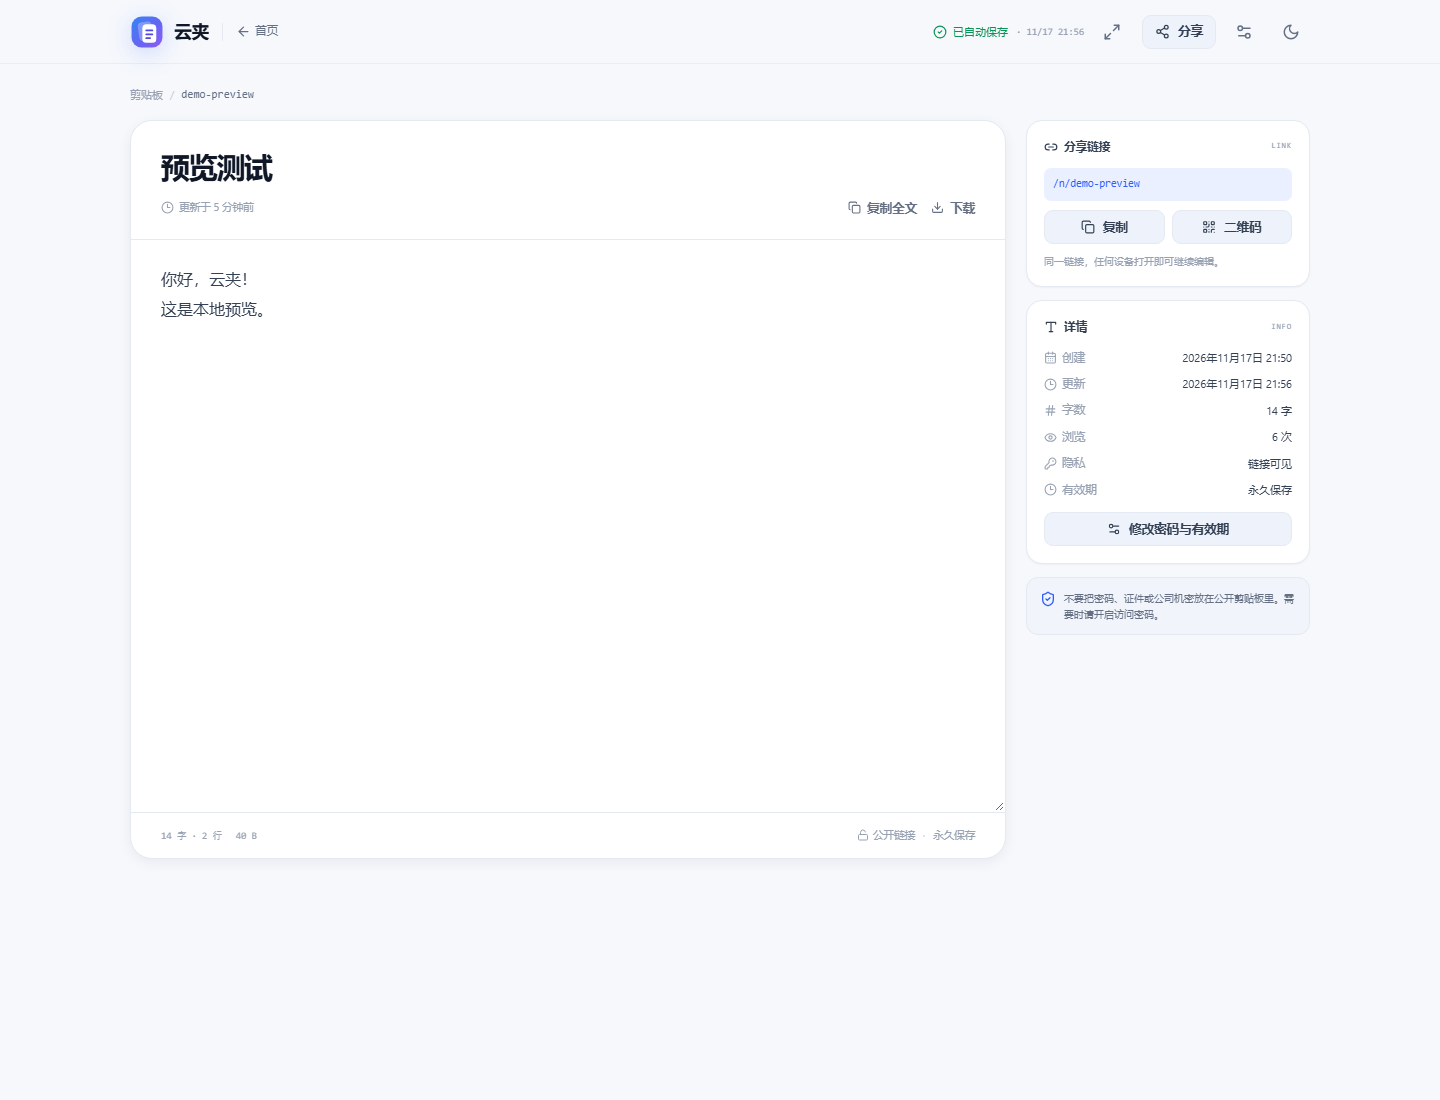 云夹
首页
已自动保存 · 11/17 21:56
分享
剪贴板 / demo-preview
预览测试
更新于 5 分钟前
复制全文
下载
你好，云夹！
这是本地预览。
14 字 · 2 行 40 B
公开链接 · 永久保存
分享链接
LINK
/n/demo-preview
复制
二维码
同一链接，任何设备打开即可继续编辑。
详情
INFO
创建 2026年11月17日 21:50
更新 2026年11月17日 21:56
字数 14 字
浏览 6 次
隐私 链接可见
有效期 永久保存
修改密码与有效期
不要把密码、证件或公司机密放在公开剪贴板里。需
要时请开启访问密码。